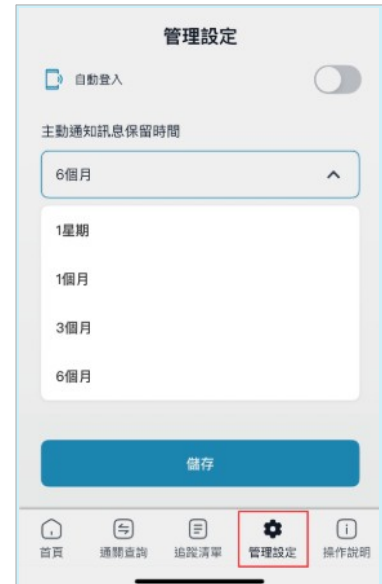 管理設定
自動登入
主動通知訊息保留時間
6個月
1星期
1個月
3個月
6個月
儲存
首頁 通關查詢 追蹤清單 管理設定 操作說明